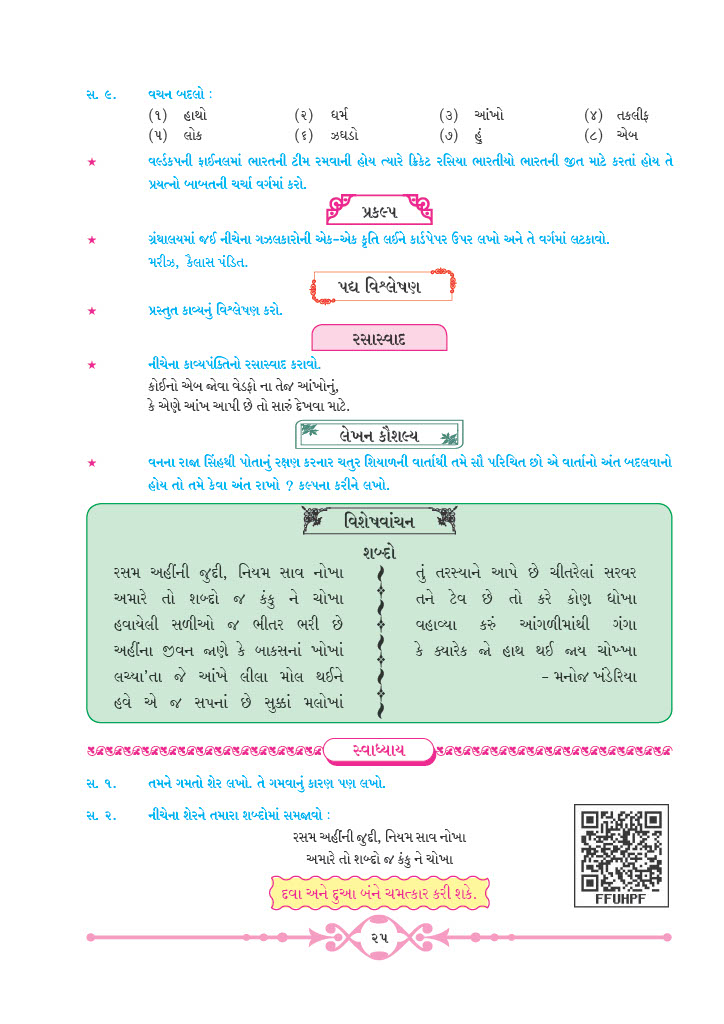 સ. ૯. વચન બદલો :
(૧) હાથો (૨) ધર્મ (૩) આંખો (૪) તકલીફ
(૫) લોક (૬) ઝઘડો (૭) હું (૮) એબ
★ વર્લ્ડકપની ફાઈનલમાં ભારતની ટીમ રમવાની હોય ત્યારે ક્રિકેટ રસિયા ભારતીયો ભારતની જીત માટે કરતાં હોય તે
પ્રયત્નો બાબતની ચર્ચા વર્ગમાં કરો.
પ્રકલ્પ
★ ગ્રંથાલયમાં જઈ નીચેના ગઝલકારોની એક-એક કૃતિ લઈને કાર્ડપેપર ઉપર લખો અને તે વર્ગમાં લટકાવો.
મરીઝ, કૈલાસ પંડિત.
પદ્ય વિશ્લેષણ
★ પ્રસ્તુત કાવ્યનું વિશ્લેષણ કરો.
રસાસ્વાદ
★ નીચેના કાવ્યપંક્તિનો રસાસ્વાદ કરાવો.
કોઈનો એબ જોવા વેડફો ના તેજ આંખોનું,
કે એણે આંખ આપી છે તો સારું દેખવા માટે.
લેખન કૌશલ્ય
★ વનના રાજા સિંહથી પોતાનું રક્ષણ કરનાર ચતુર શિયાળની વાર્તાથી તમે સૌ પરિચિત છો એ વાર્તાનો અંત બદલવાનો
હોય તો તમે કેવા અંત રાખો ? કલ્પના કરીને લખો.
વિશેષવાંચન
શબ્દો
રસમ અહીંની જુદી, નિયમ સાવ નોખા
અમારે તો શબ્દો જ કંકુ ને ચોખા
હવાયેલી સળીઓ જ ભીતર ભરી છે
અહીંના જીવન જાણે કે બાકસનાં ખોખાં
લચ્યા'તા જે આંખે લીલા મોલ થઈને
હવે એ જ સપનાં છે સુક્કાં મલોખાં
તું તરસ્યાને આપે છે ચીતરેલાં સરવર
તને ટેવ છે તો કરે કોણ ધોખા
વહાવ્યા કરું આંગળીમાંથી ગંગા
કે ક્યારેક જો હાથ થઈ જાય ચોખ્ખા
- મનોજ ખંડેરિયા
સ્વાધ્યાય
સ. ૧. તમને ગમતો શેર લખો. તે ગમવાનું કારણ પણ લખો.
સ. ૨. નીચેના શેરને તમારા શબ્દોમાં સમજાવો :
રસમ અહીંની જુદી, નિયમ સાવ નોખા
અમારે તો શબ્દો જ કંકુ ને ચોખા
FFUHPF
દવા અને દુઆ બંને ચમત્કાર કરી શકે.
૨૫